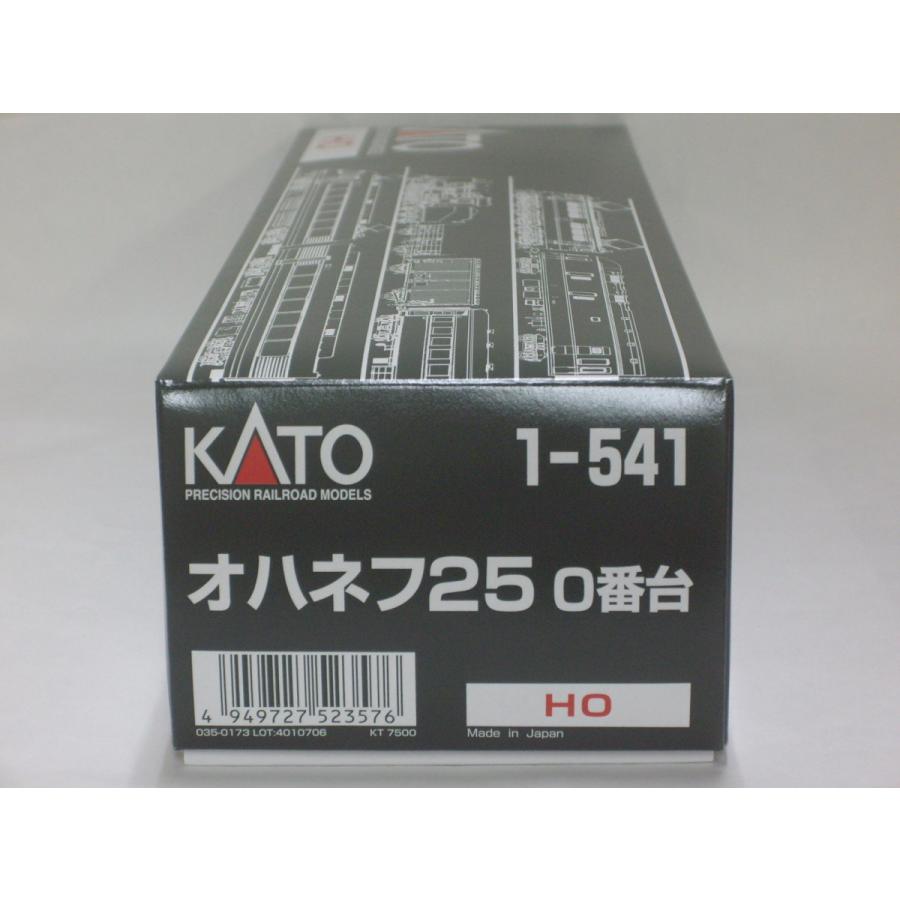 KATO
KATO 1-541
PRECISION RAILROAD MODELS
オハネフ25 0番台
4 949727 523576
HO
035-0173 LOT:4010706 KT 7500
Made in Japan